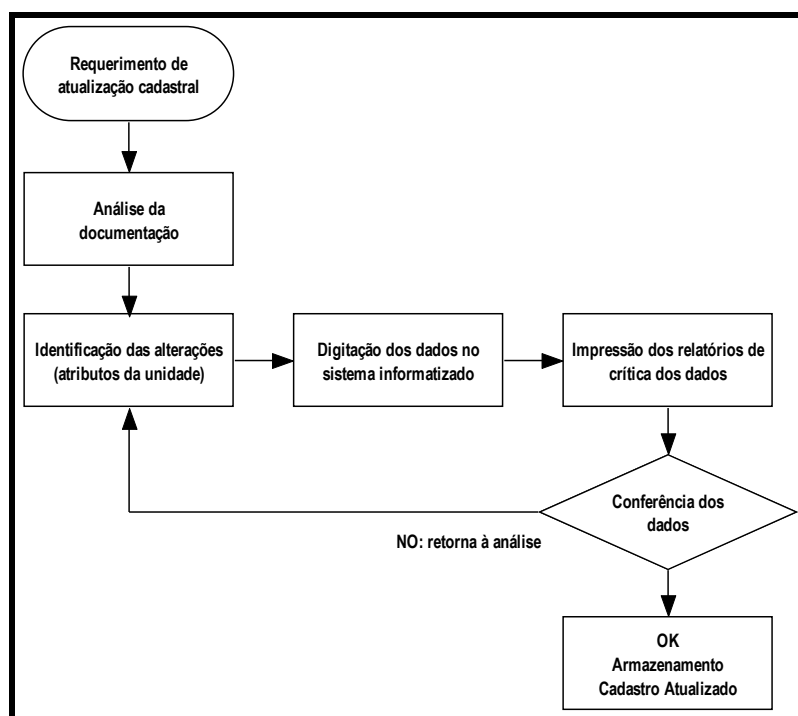 Requerimento de
atualização cadastral
Análise da
documentação
Identificação das alterações
(atributos da unidade)
Digitação dos dados no
sistema informatizado
Impressão dos relatórios de
crítica dos dados
Conferência dos
dados
NO: retorna à análise
OK
Armazenamento
Cadastro Atualizado